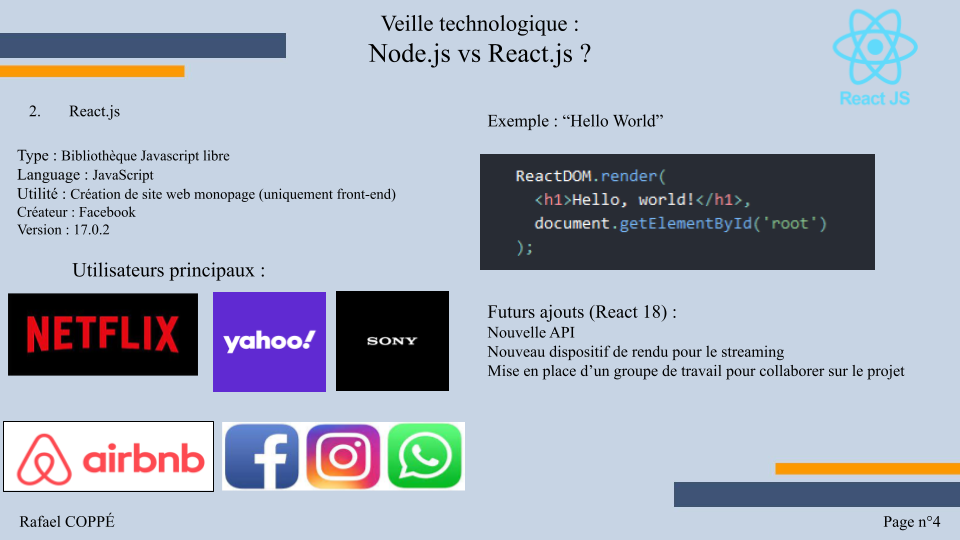 Veille technologique :
Node.js vs React.js ?
React JS
2. React.js
Type : Bibliothèque Javascript libre
Language : JavaScript
Utilité : Création de site web monopage (uniquement front-end)
Créateur : Facebook
Version : 17.0.2
Utilisateurs principaux :
NETFLIX
yahoo!
SONY
airbnb
Exemple : “Hello World”
ReactDOM.render(
<h1>Hello, world!</h1>,
document.getElementById('root')
);
Futurs ajouts (React 18) :
Nouvelle API
Nouveau dispositif de rendu pour le streaming
Mise en place d’un groupe de travail pour collaborer sur le projet
Rafael COPPÉ
Page n°4